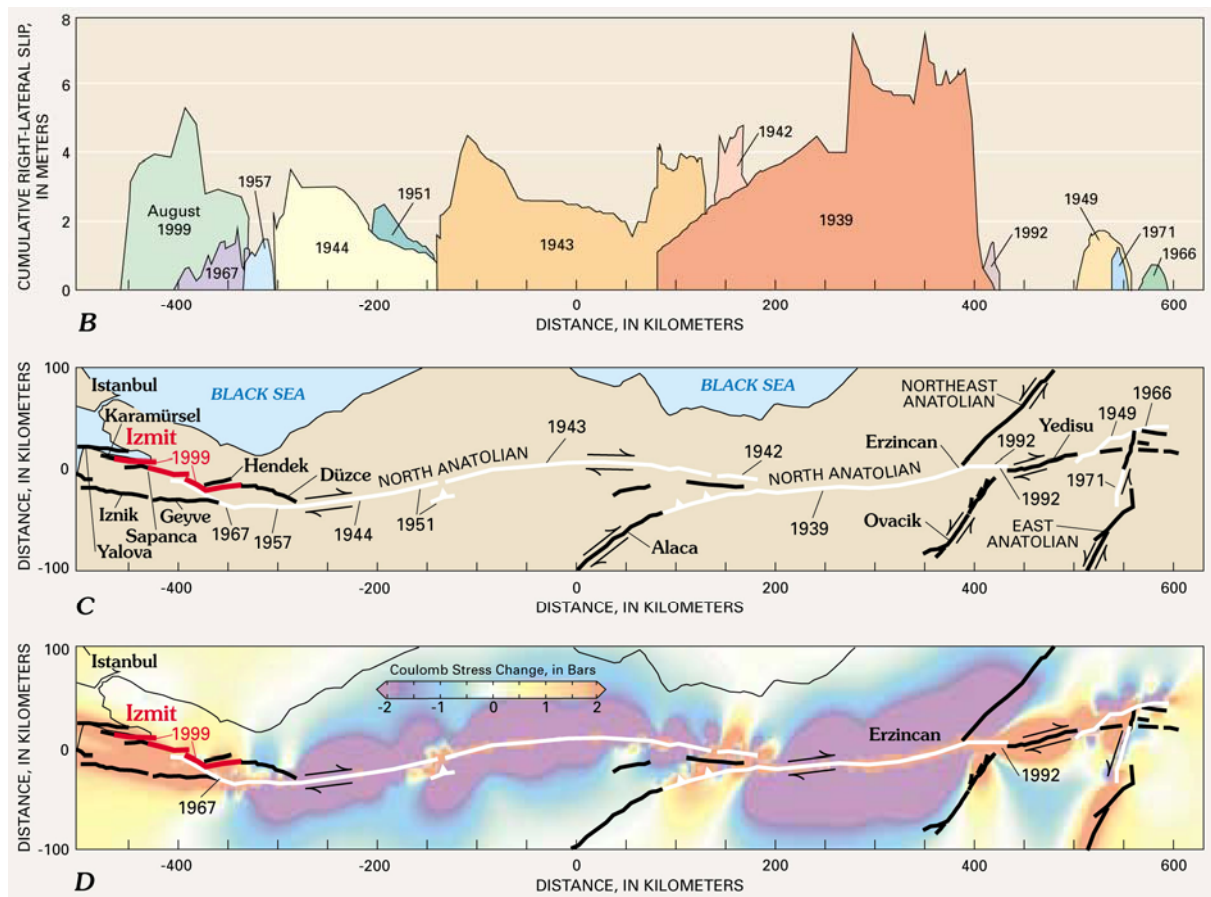 CUMULATIVE RIGHT-LATERAL SLIP,
IN METERS
8
6
4
2
0
August
1999
1967
1957
1944
1951
1943
1942
1939
1992
1949
1971
1966
-400
-200
0
200
400
600
B
DISTANCE, IN KILOMETERS
DISTANCE, IN KILOMETERS
100
0
-100
Istanbul
BLACK SEA
BLACK SEA
Karamürsel
Izmit
1999
Hendek
Düzce
NORTH ANATOLIAN
1943
1942
NORTH ANATOLIAN
Erzincan
NORTHEAST
ANATOLIAN
1992
Yedisu
1949
1966
Iznik
Geyve
Sapanca
Yalova
1967
1957
1944
1951
Alaca
1939
Ovacik
1992
1971
EAST
ANATOLIAN
-400
-200
0
200
400
600
C
DISTANCE, IN KILOMETERS
DISTANCE, IN KILOMETERS
100
0
-100
Istanbul
Coulomb Stress Change, in Bars
-2
-1
0
1
2
Izmit
1999
1967
Erzincan
1992
-400
-200
0
200
400
600
D
DISTANCE, IN KILOMETERS